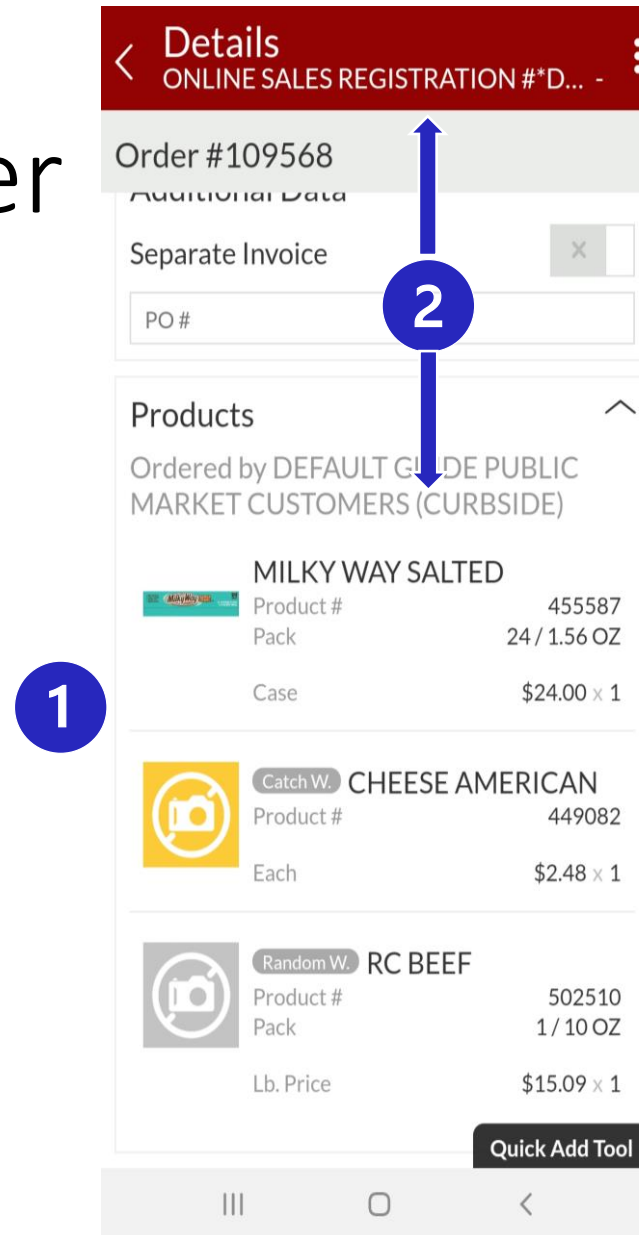 Details
ONLINE SALES REGISTRATION #*D... -
er
Order #109568
Additional Data
Separate Invoice
PO #
2
Products
Ordered by DEFAULT GUIDE PUBLIC
MARKET CUSTOMERS (CURBSIDE)
MILKY WAY SALTED
Product # 455587
Pack 24 / 1.56 OZ
1
Case $24.00 x 1
Catch W. CHEESE AMERICAN
Product # 449082
Each $2.48 x 1
Random W. RC BEEF
Product # 502510
Pack 1 / 10 OZ
Lb. Price $15.09 x 1
Quick Add Tool